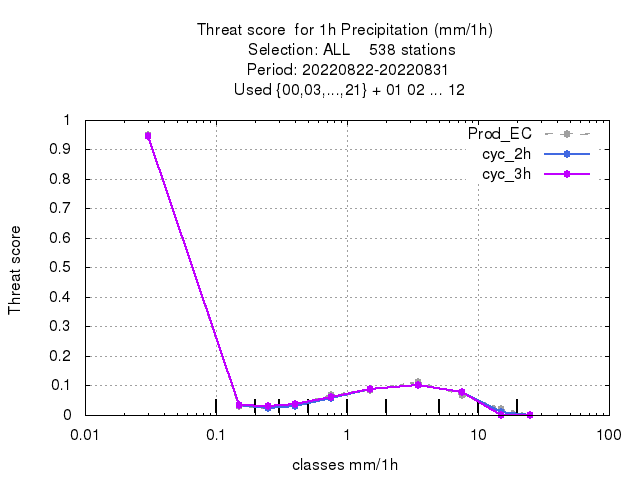 Threat score  for 1h Precipitation (mm/1h)
Selection: ALL    538 stations
Period: 20220822-20220831
Used {00,03,...,21} + 01 02 ... 12
Prod_EC
cyc_2h
cyc_3h
Threat score
1
0.9
0.8
0.7
0.6
0.5
0.4
0.3
0.2
0.1
0
0.01 0.1 1 10 100
classes mm/1h